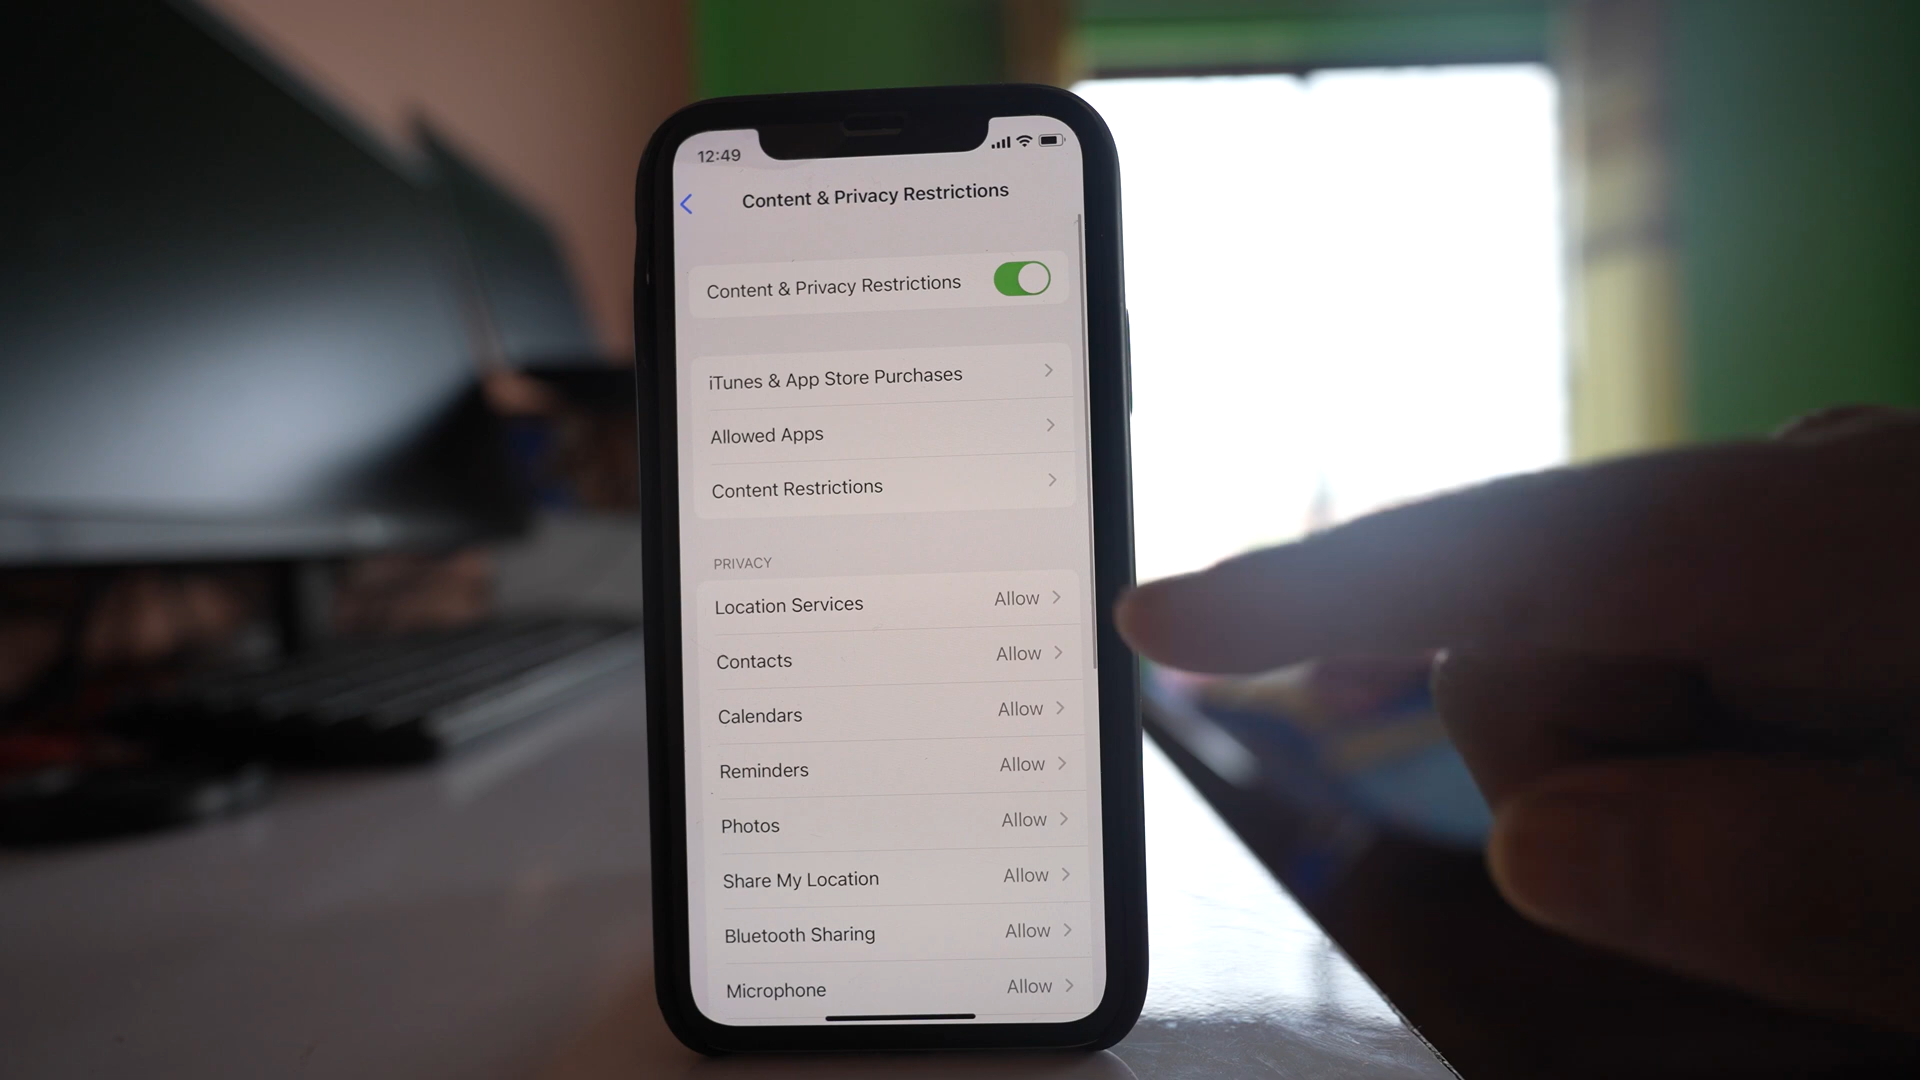 12:49
Content & Privacy Restrictions
Content & Privacy Restrictions
iTunes & App Store Purchases
Allowed Apps
Content Restrictions
PRIVACY
Location Services Allow
Contacts Allow
Calendars Allow
Reminders Allow
Photos Allow
Share My Location Allow
Bluetooth Sharing Allow
Microphone Allow